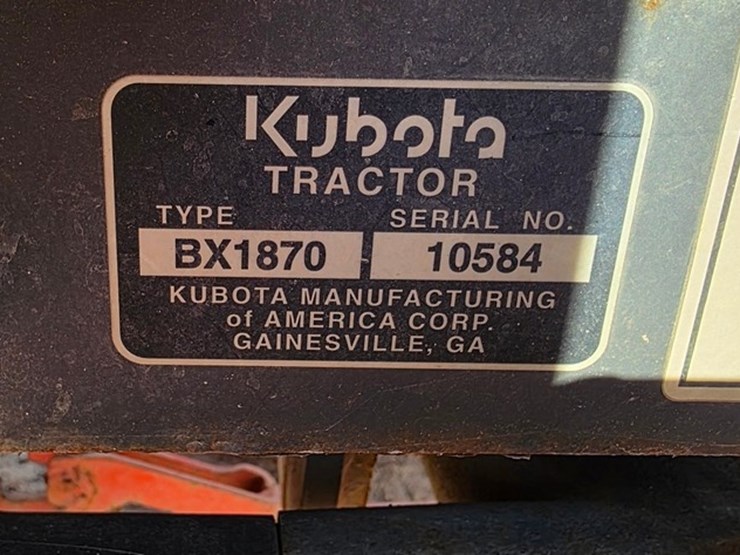 Kubota
TRACTOR
TYPE SERIAL NO.
BX1870 10584
KUBOTA MANUFACTURING
of AMERICA CORP.
GAINESVILLE, GA